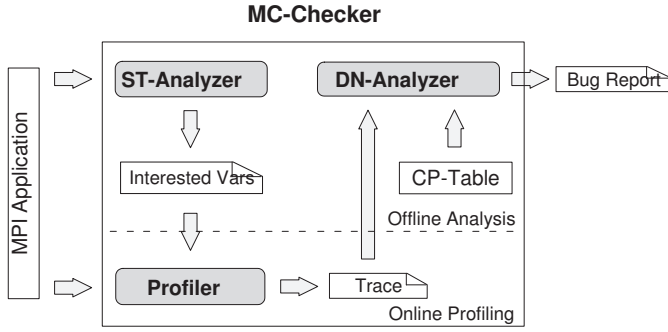 MC-Checker
MPI Application
ST-Analyzer
DN-Analyzer
Bug Report
Interested Vars
CP-Table
Offline Analysis
Profiler
Trace
Online Profiling